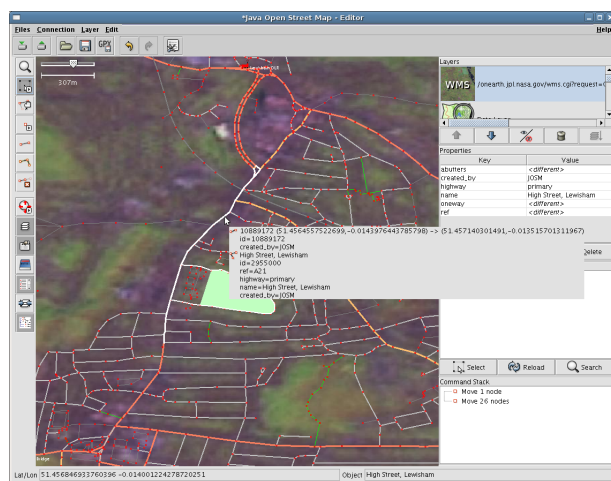 *Java Open Street Map - Editor
Files Connection Layer Edit
Help
GPX
307m
Layers
WMS /onearth.jpl.nasa.gov/wms.cgi?request=
Properties
Key Value
abutters <different>
created_by JOSM
highway primary
name High Street, Lewisham
oneway <different>
ref <different>
10889172 (51.4564557522699,-0.0143976443785798) -> (51.457140301491,-0.013515701311967)
id=10889172
created_by=JOSM
High Street, Lewisham
id=2955000
ref=A21
highway=primary
name=High Street, Lewisham
created_by=JOSM
Delete
Select Reload Search
Command Stack
Move 1 node
Move 26 nodes
Lat/Lon 51.456846933760396 -0.014001224278720251 Object High Street, Lewisham